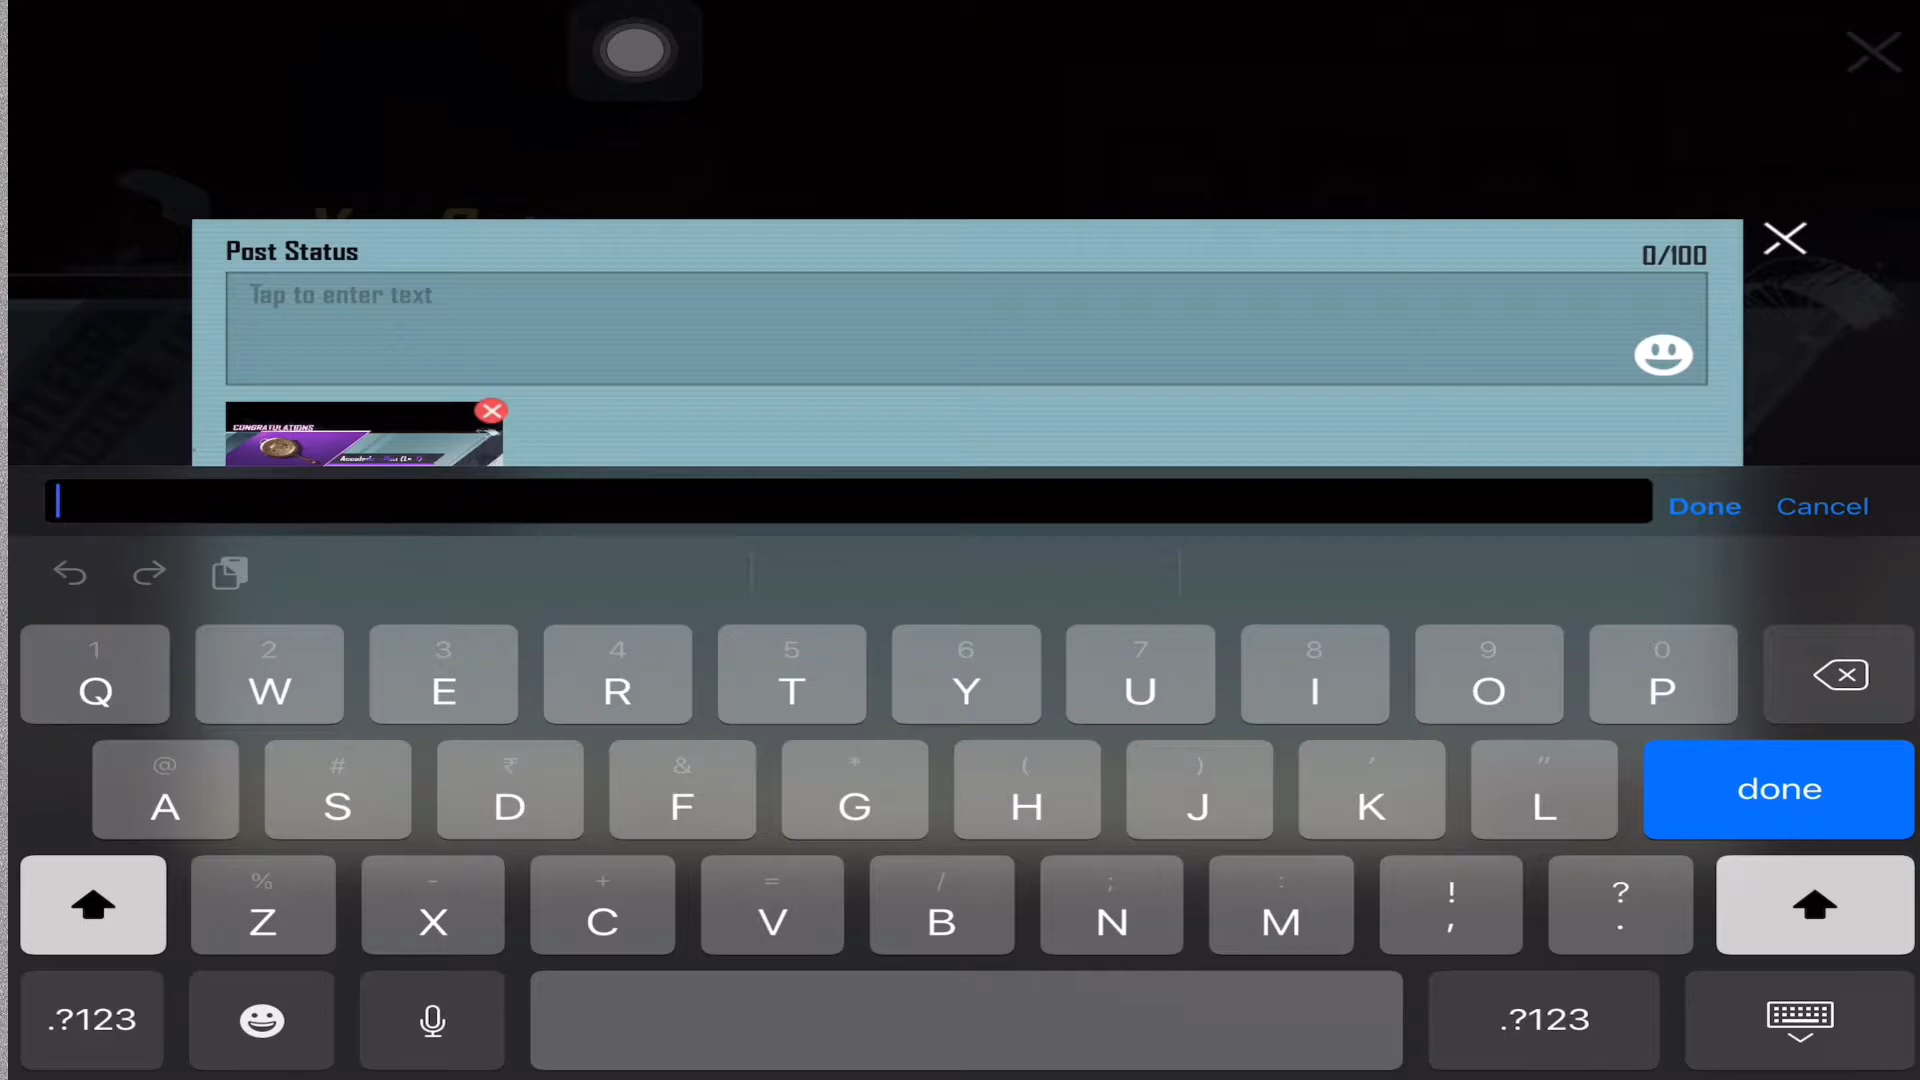 Post Status
0/100
Tap to enter text
CONGRATULATIONS
Done Cancel
1 2 3 4 5 6 7 8 9 0
Q W E R T Y U I O P
@ # ₹ & * ( ) ' "
A S D F G H J K L done
% - + = / ; : ! ?
Z X C V B N M , .
.?123 .?123